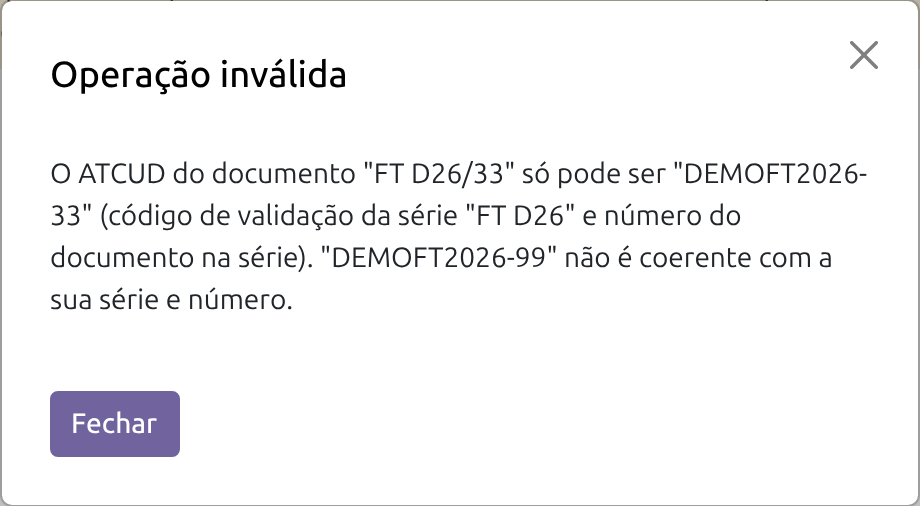 Operação inválida
O ATCUD do documento "FT D26/33" só pode ser "DEMOFT2026-
33" (código de validação da série "FT D26" e número do
documento na série). "DEMOFT2026-99" não é coerente com a
sua série e número.
Fechar